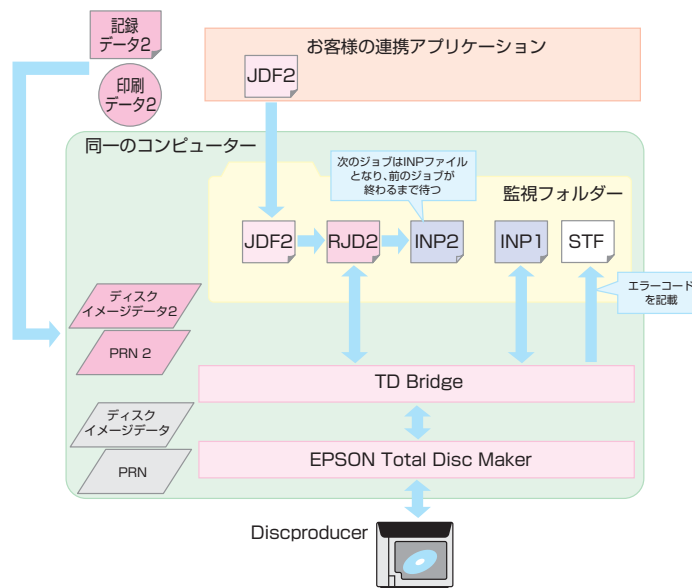 記録
データ2
印刷
データ2
お客様の連携アプリケーション
JDF2
同一のコンピューター
次のジョブはINPファイル
となり、前のジョブが
終わるまで待つ
監視フォルダー
JDF2
RJD2
INP2
INP1
STF
エラーコード
を記載
ディスク
イメージデータ2
PRN 2
TD Bridge
ディスク
イメージデータ
PRN
EPSON Total Disc Maker
Discproducer